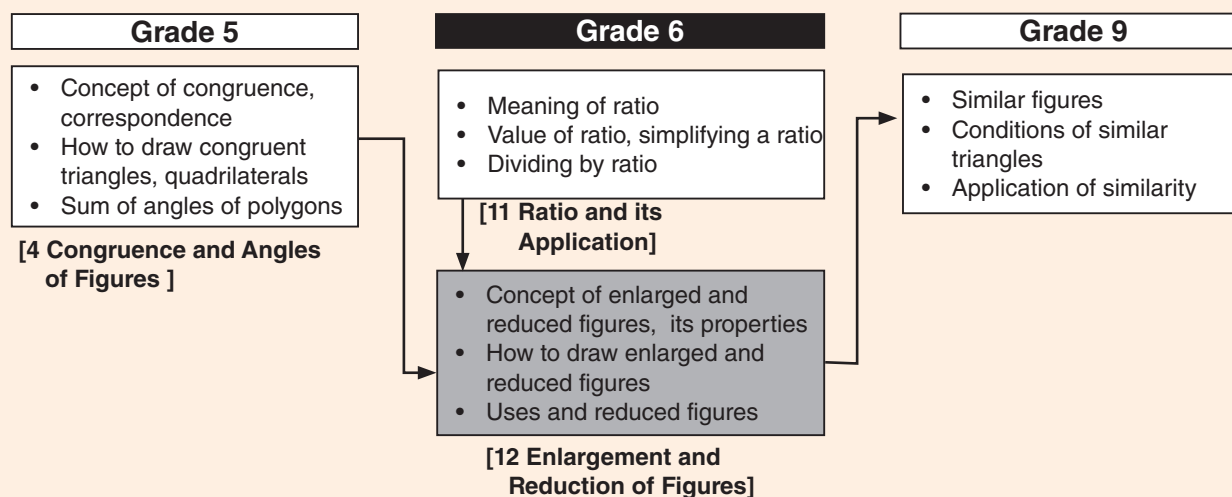 Grade 5
• Concept of congruence,
correspondence
• How to draw congruent
triangles, quadrilaterals
• Sum of angles of polygons
[4 Congruence and Angles
of Figures ]
Grade 6
• Meaning of ratio
• Value of ratio, simplifying a ratio
• Dividing by ratio
[11 Ratio and its
Application]
• Concept of enlarged and
reduced figures, its properties
• How to draw enlarged and
reduced figures
• Uses and reduced figures
[12 Enlargement and
Reduction of Figures]
Grade 9
• Similar figures
• Conditions of similar
triangles
• Application of similarity